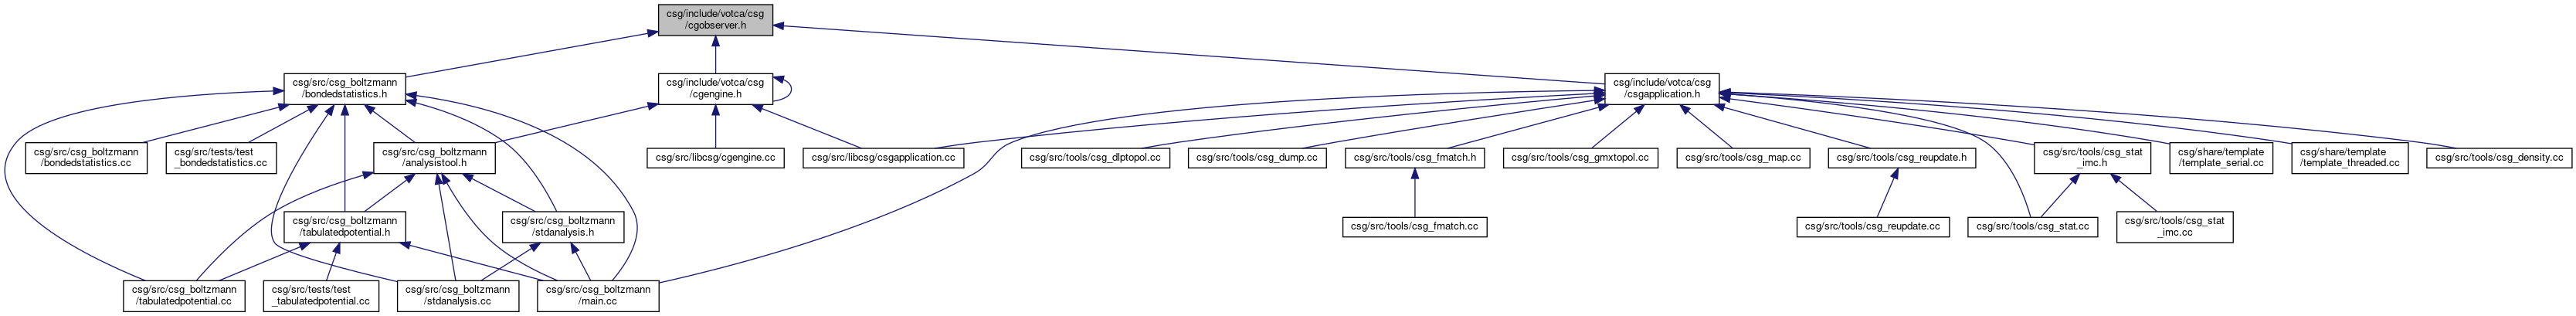 csg/include/votca/csg
/cgobserver.h
csg/src/csg_boltzmann
/bondedstatistics.h
csg/include/votca/csg
/cgengine.h
csg/include/votca/csg
/csgapplication.h
csg/src/csg_boltzmann
/bondedstatistics.cc
csg/src/tests/test
_bondedstatistics.cc
csg/src/csg_boltzmann
/analysistool.h
csg/src/libcsg/cgengine.cc
csg/src/libcsg/csgapplication.cc
csg/src/tools/csg_dlptopol.cc
csg/src/tools/csg_dump.cc
csg/src/tools/csg_fmatch.h
csg/src/tools/csg_gmxtopol.cc
csg/src/tools/csg_map.cc
csg/src/tools/csg_reupdate.h
csg/src/tools/csg_stat
_imc.h
csg/share/template
/template_serial.cc
csg/share/template
/template_threaded.cc
csg/src/tools/csg_density.cc
csg/src/csg_boltzmann
/tabulatedpotential.h
csg/src/csg_boltzmann
/stdanalysis.h
csg/src/tools/csg_fmatch.cc
csg/src/tools/csg_reupdate.cc
csg/src/tools/csg_stat.cc
csg/src/tools/csg_stat
_imc.cc
csg/src/csg_boltzmann
/tabulatedpotential.cc
csg/src/tests/test
_tabulatedpotential.cc
csg/src/csg_boltzmann
/stdanalysis.cc
csg/src/csg_boltzmann
/main.cc